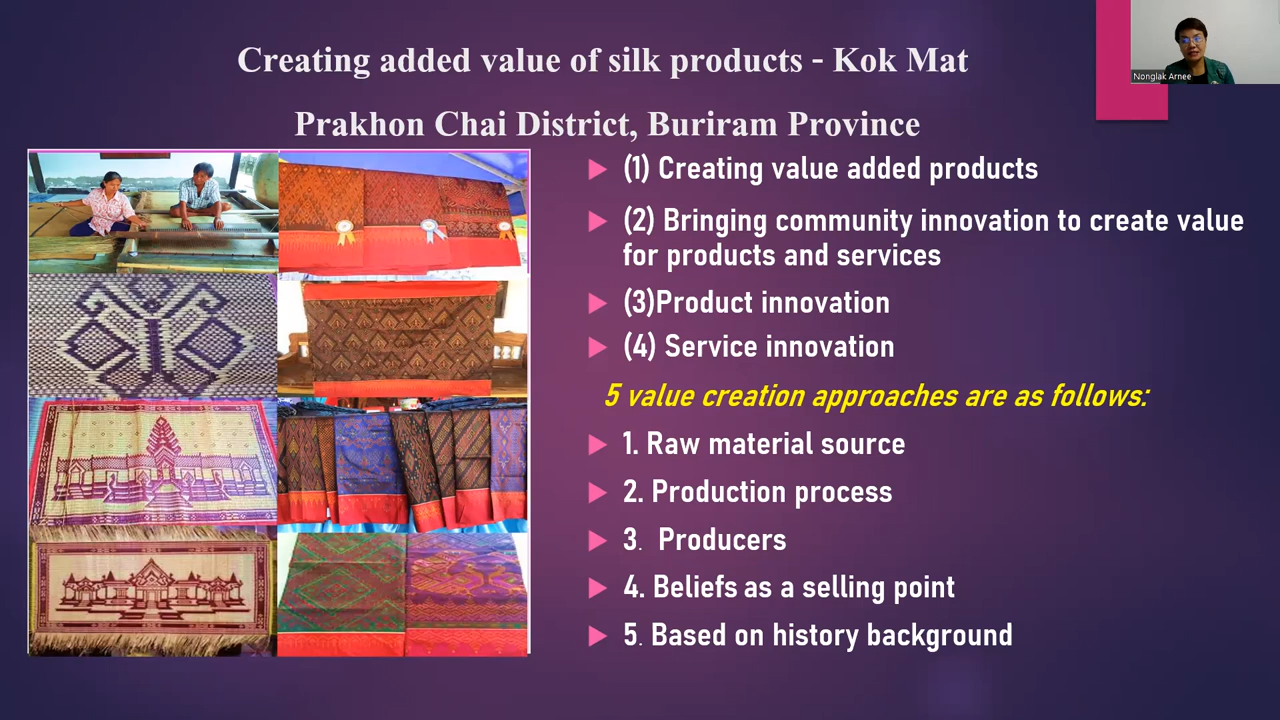 Creating added value of silk products - Kok Mat
Prakhon Chai District, Buriram Province
Nonglak Arnee
(1) Creating value added products
(2) Bringing community innovation to create value
for products and services
(3)Product innovation
(4) Service innovation
5 value creation approaches are as follows:
1. Raw material source
2. Production process
3. Producers
4. Beliefs as a selling point
5. Based on history background